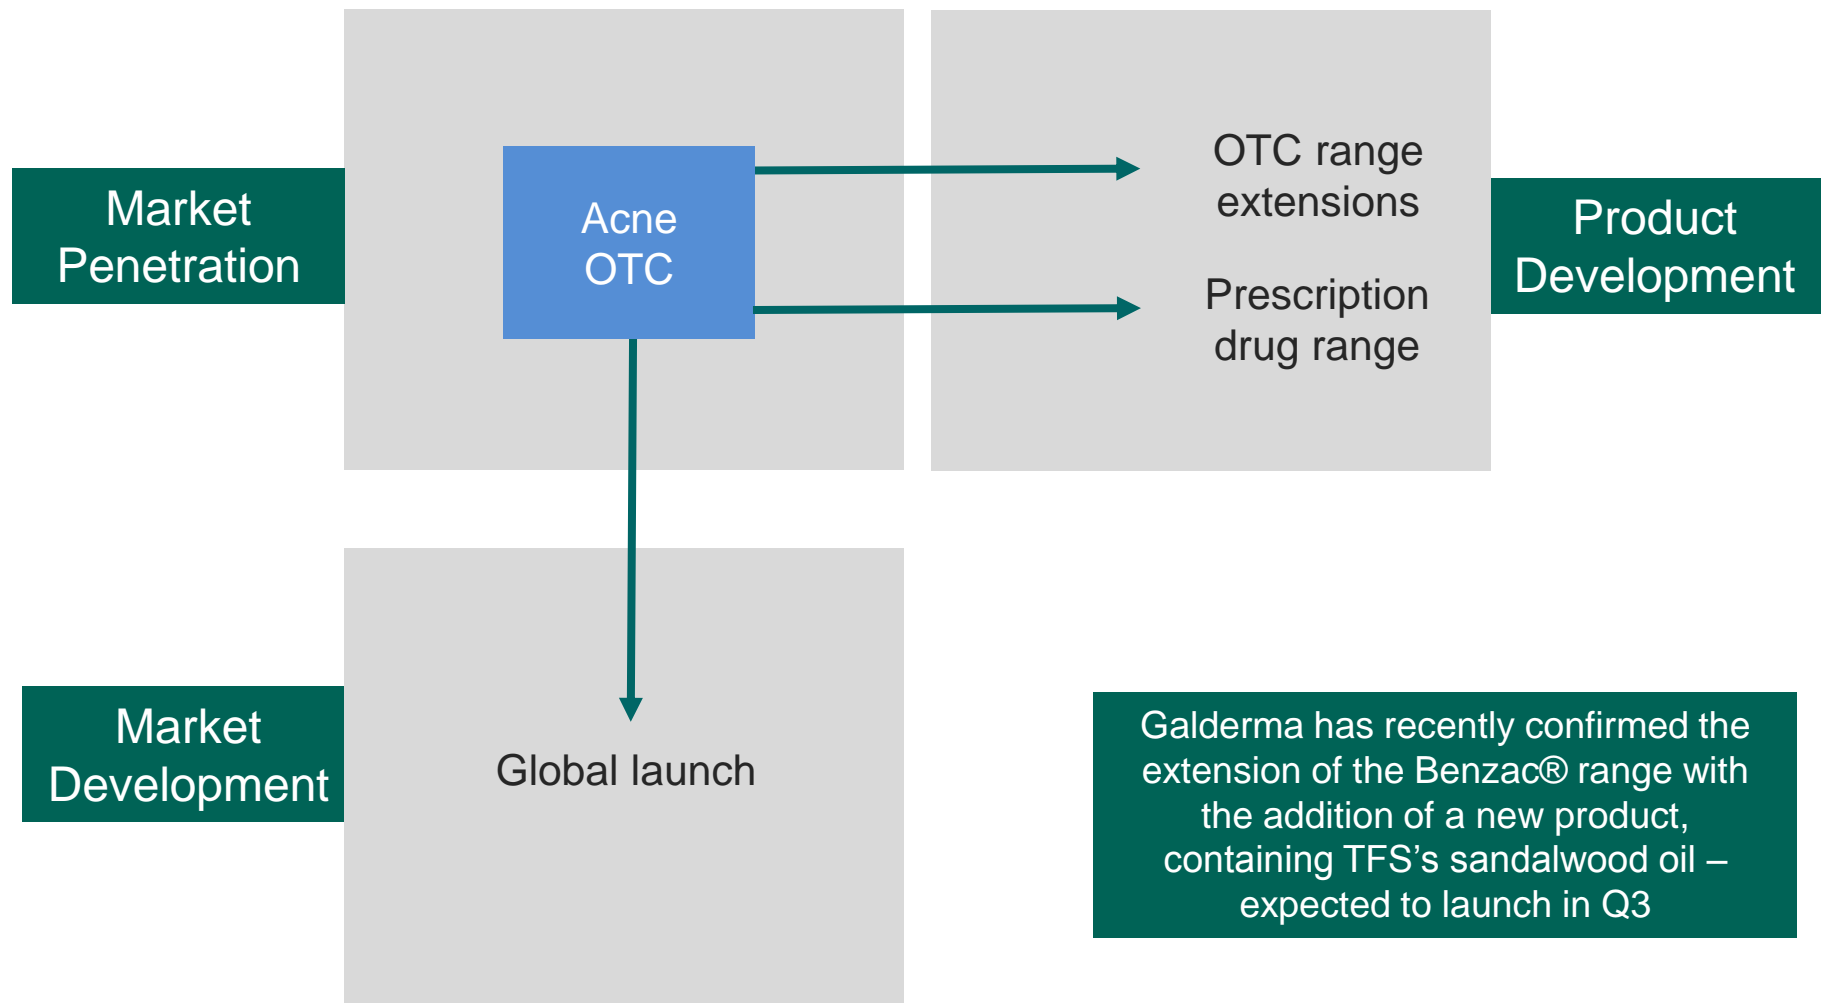 Market
Penetration
Acne
OTC
OTC range
extensions
Prescription
drug range
Product
Development
Market
Development
Global launch
Galderma has recently confirmed the
extension of the Benzac® range with
the addition of a new product,
containing TFS’s sandalwood oil –
expected to launch in Q3